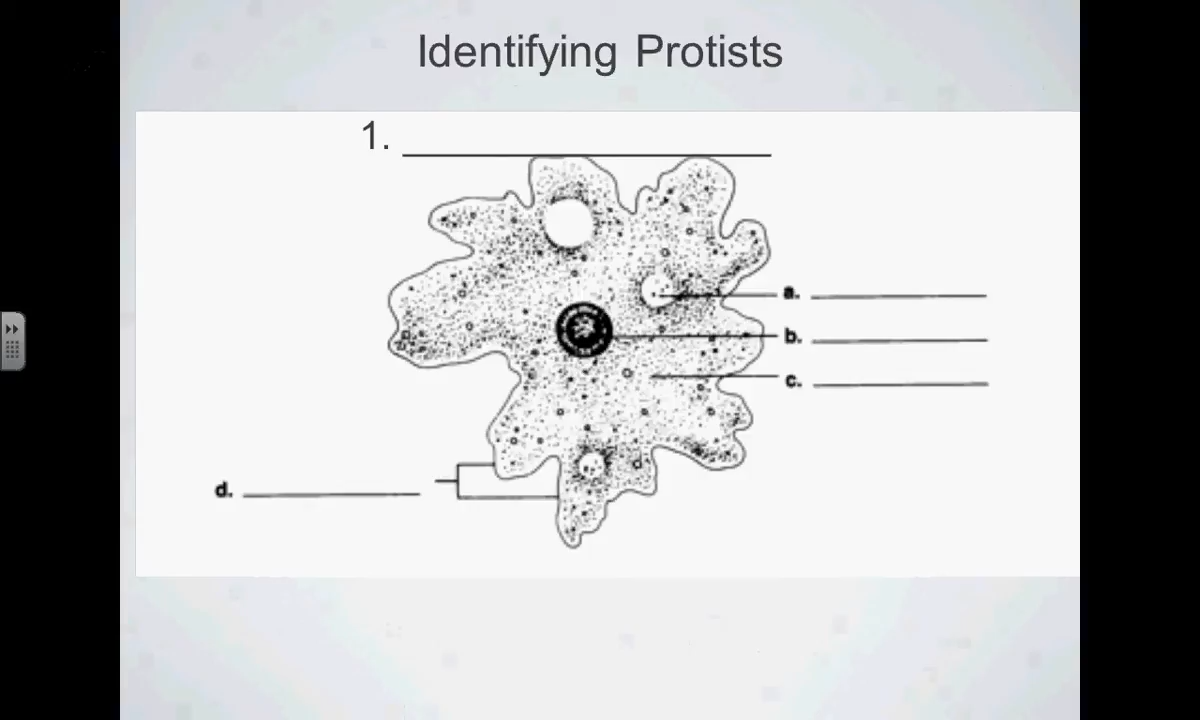 Identifying Protists
1.
a.
b.
c.
d.